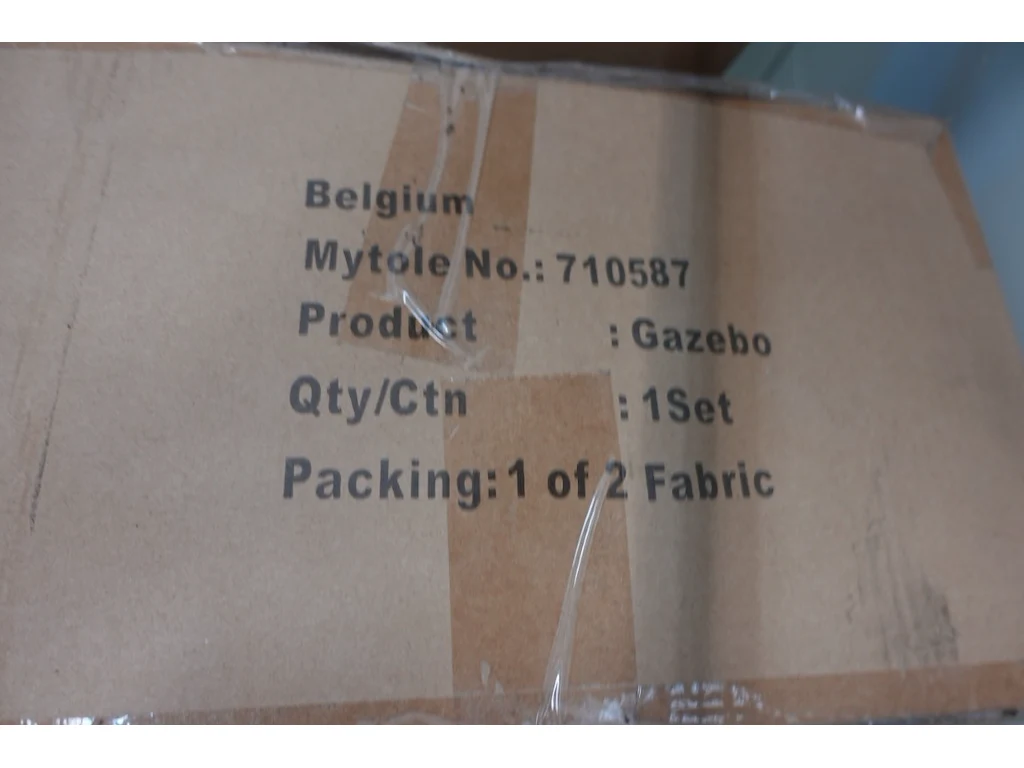 Belgium
Mytole No.: 710587
Product : Gazebo
Qty/Ctn : 1Set
Packing:1 of 2 Fabric